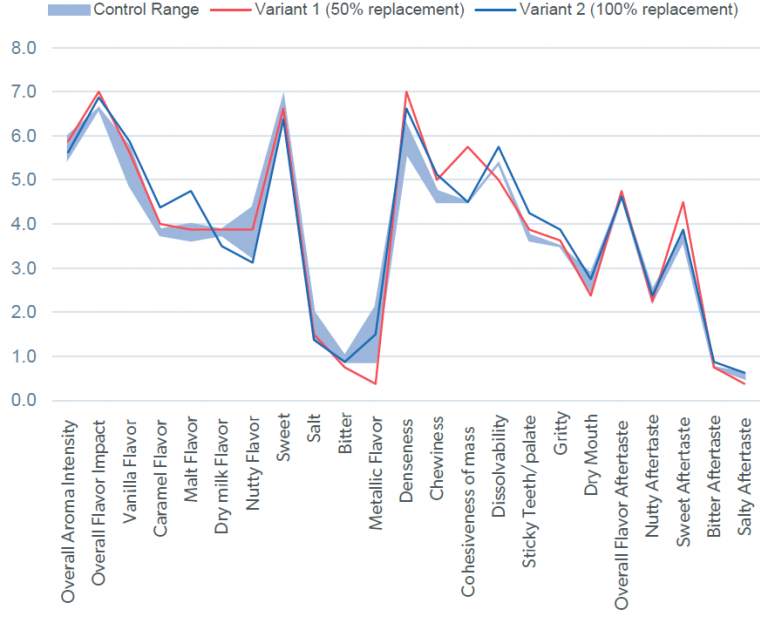 Control Range Variant 1 (50% replacement) Variant 2 (100% replacement)
8.0
7.0
6.0
5.0
4.0
3.0
2.0
1.0
0.0
Overall Aroma Intensity
Overall Flavor Impact
Vanilla Flavor
Caramel Flavor
Malt Flavor
Dry milk Flavor
Nutty Flavor
Sweet
Salt
Bitter
Metallic Flavor
Denseness
Chewiness
Cohesiveness of mass
Dissolvability
Sticky Teeth/palate
Gritty
Dry Mouth
Overall Flavor Aftertaste
Nutty Aftertaste
Sweet Aftertaste
Bitter Aftertaste
Salty Aftertaste